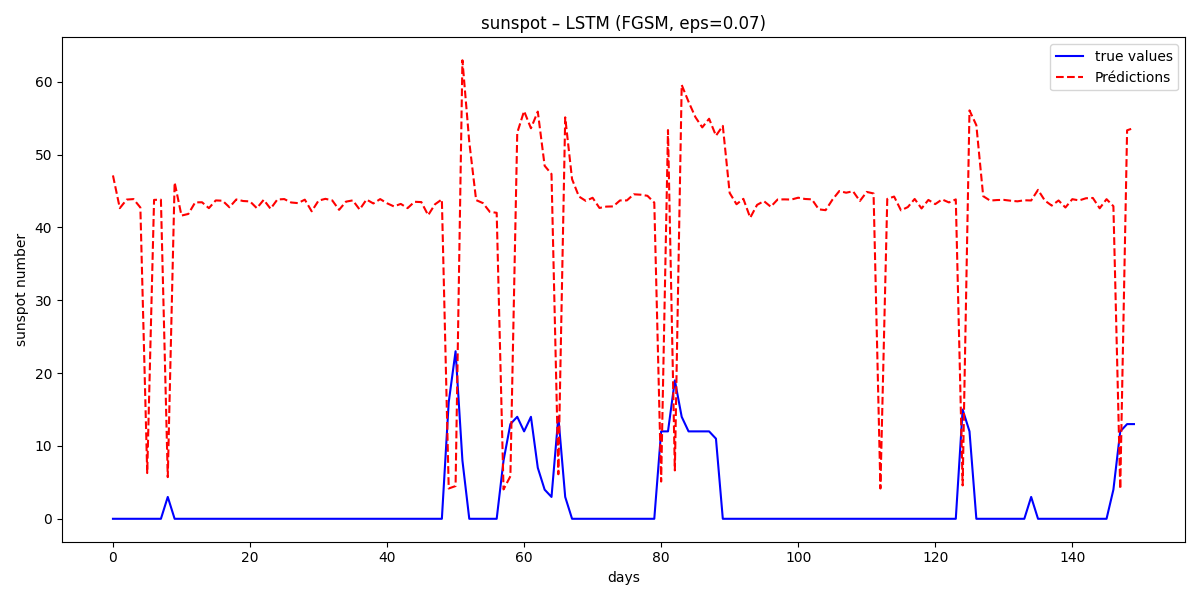 sunspot – LSTM (FGSM, eps=0.07)
true values
Prédictions
sunspot number
60
50
40
30
20
10
0
0 20 40 60 80 100 120 140
days